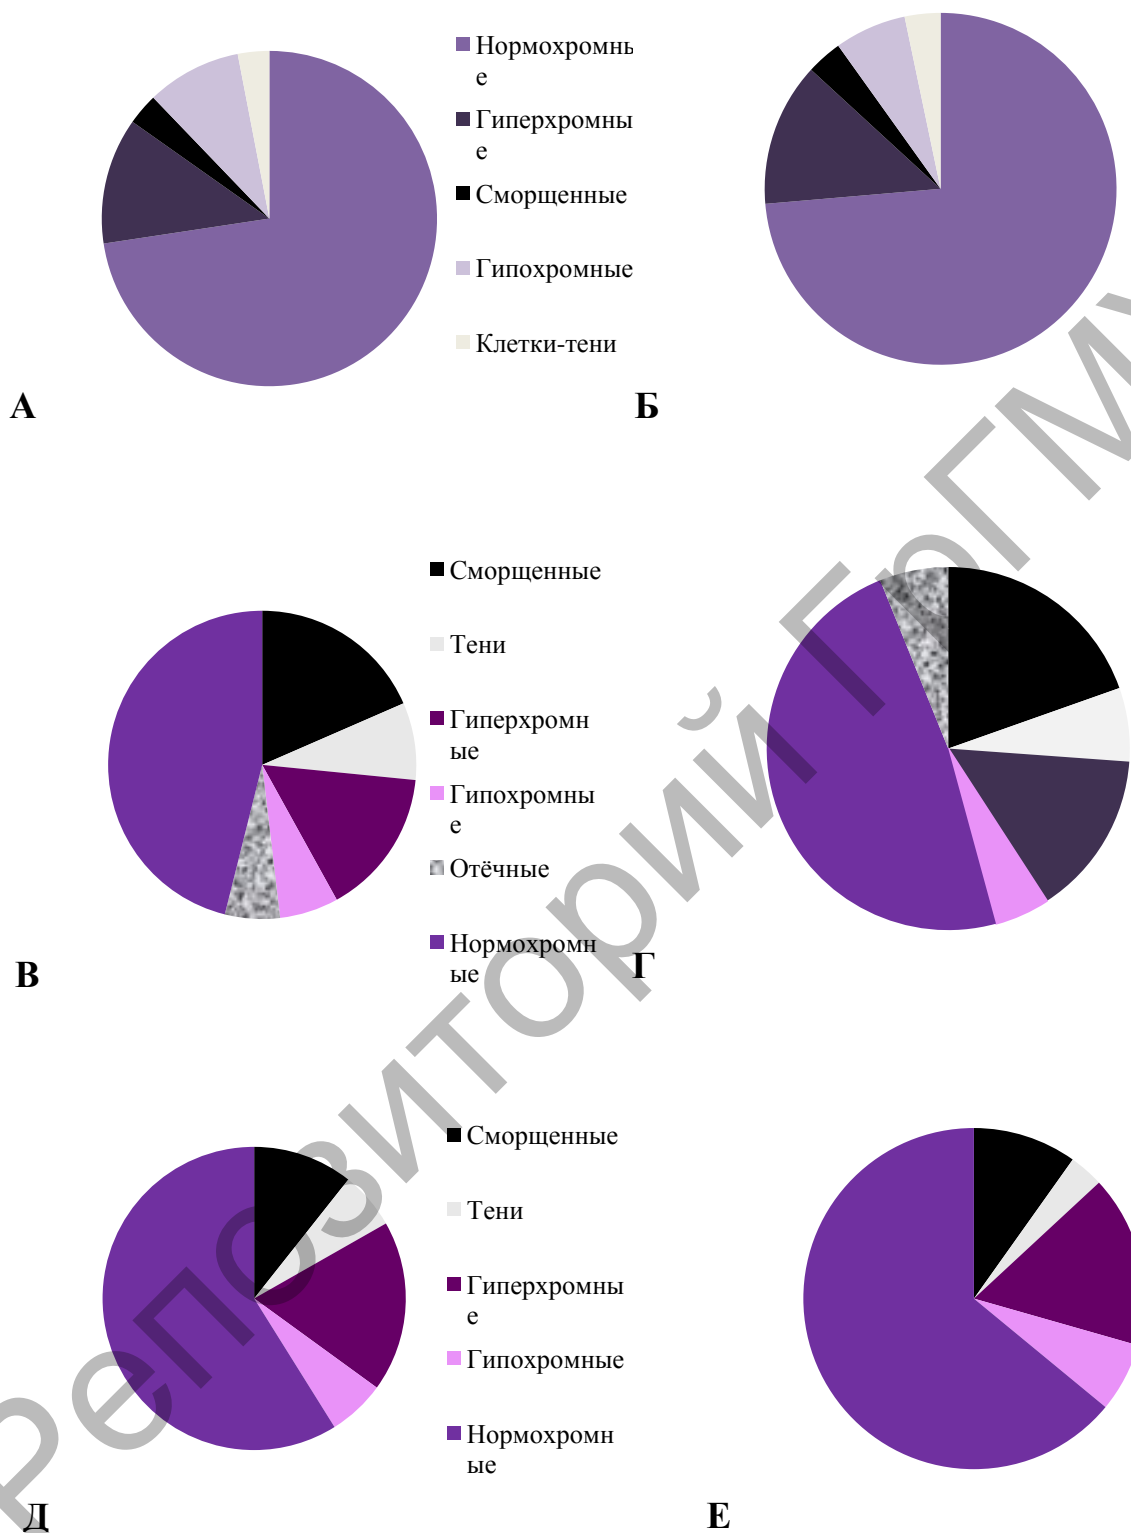 Нормохромны
е
Гиперхромны
е
Сморщенные
Гипохромные
Клетки-тени
А
Б
Сморщенные
Тени
Гиперхромн
ые
Гипохромны
е
Отёчные
Нормохромн
ые
В
Г
Сморщенные
Тени
Гиперхромны
е
Гипохромные
Нормохромн
ые
Д
Е
Репозиторий ГрГМУ